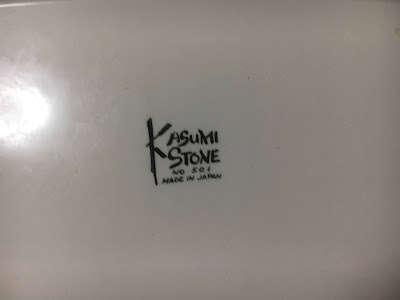 KASUMI
STONE
NO 501
MADE IN JAPAN